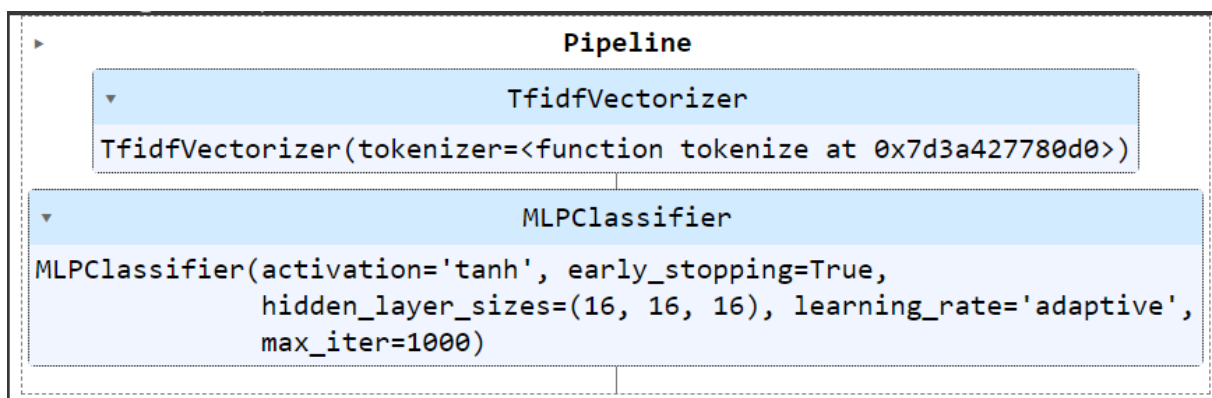 Pipeline
TfidfVectorizer
TfidfVectorizer(tokenizer=<function tokenize at 0x7d3a427780d0>)
MLPClassifier
MLPClassifier(activation='tanh', early_stopping=True,
hidden_layer_sizes=(16, 16, 16), learning_rate='adaptive',
max_iter=1000)